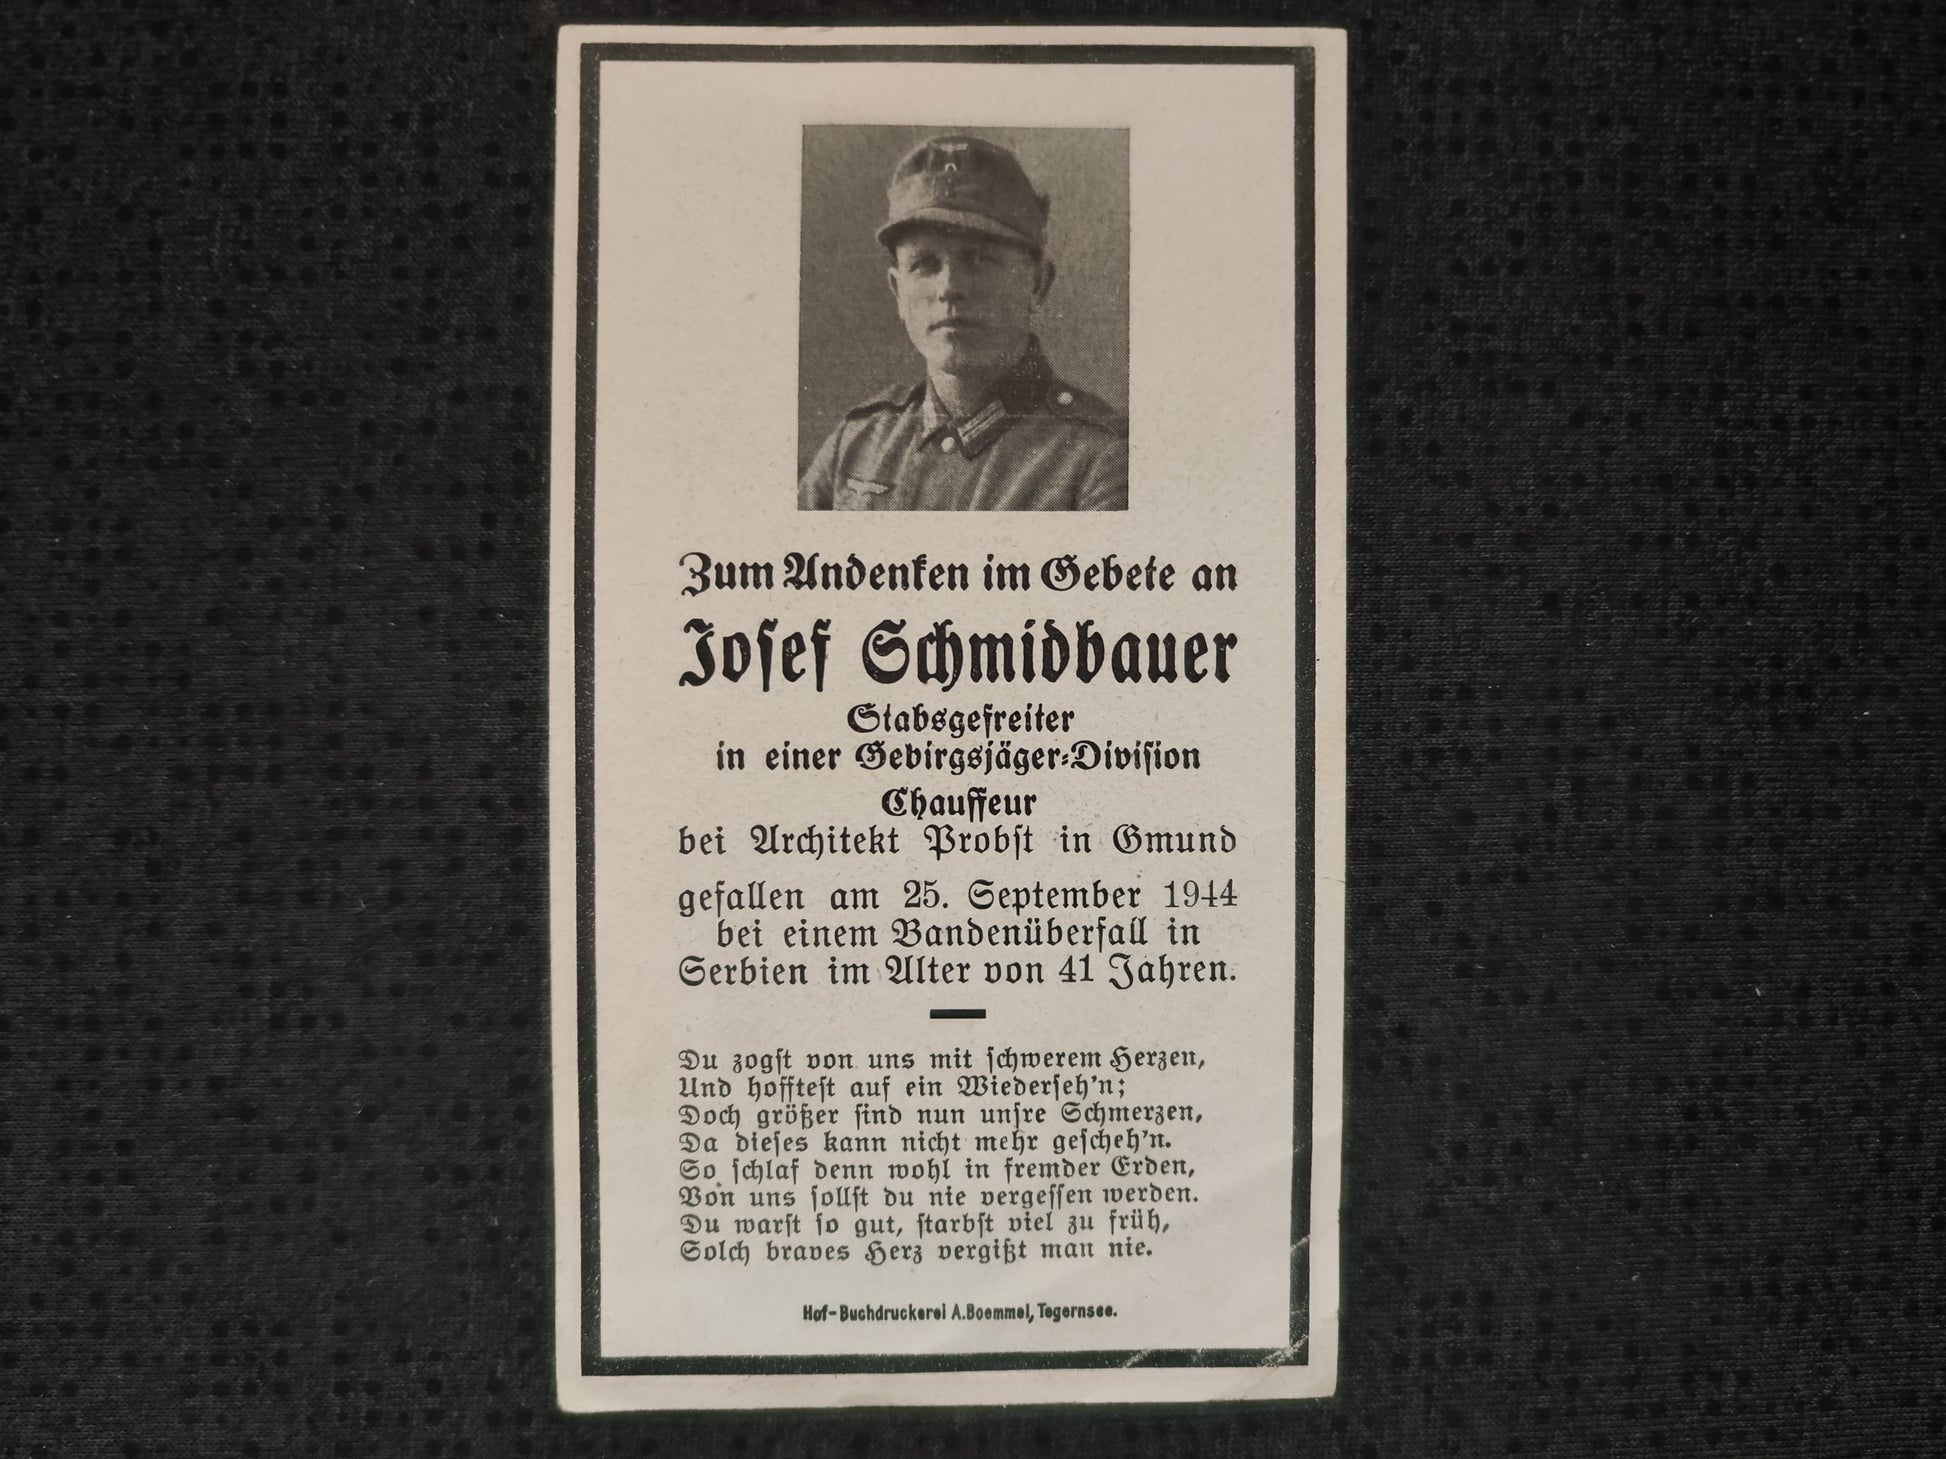 Zum Andenken im Gebete an
Josef Schmidbauer
Stabsgefreiter
in einer Gebirgsjäger-Division
Chauffeur
bei Architekt Probst in Gmund
gefallen am 25. September 1944
bei einem Bandenüberfall in
Serbien im Alter von 41 Jahren.
Du zogst von uns mit schwerem Herzen,
Und hofftest auf ein Wiederseh'n;
Doch größer sind nun unsre Schmerzen,
Da dieses kann nicht mehr gescheh'n.
So schlaf denn wohl in fremder Erden,
Von uns sollst du nie vergessen werden.
Du warst so gut, starbst viel zu früh,
Solch braves Herz vergißt man nie.
Hof-Buchdruckerei A.Boemmel, Tegernsee.